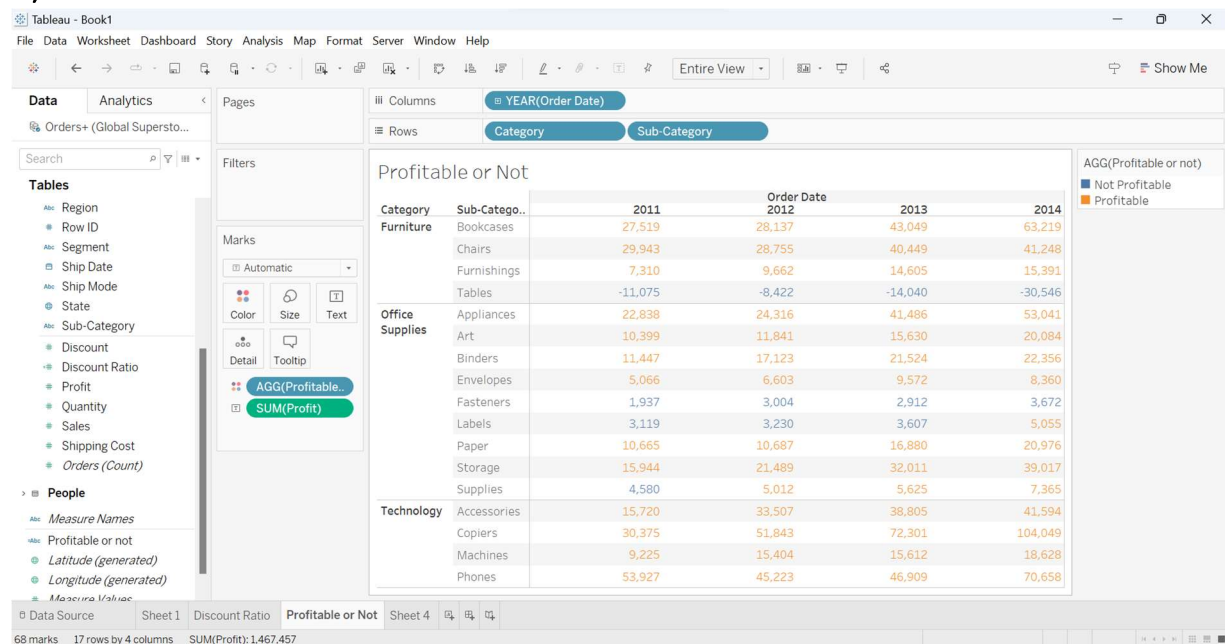 Tableau - Book1
File Data Worksheet Dashboard Story Analysis Map Format Server Window Help
Entire View
Show Me
Data Analytics
Orders+ (Global Supersto...
Search
Tables
Abc Region
# Row ID
Abc Segment
Ship Date
Abc Ship Mode
State
Abc Sub-Category
# Discount
=# Discount Ratio
# Profit
# Quantity
# Sales
# Shipping Cost
# Orders (Count)
> People
Abc Measure Names
=Abc Profitable or not
Latitude (generated)
Longitude (generated)
# Measure Values
Pages
Filters
Marks
Automatic
Color Size Text
Detail Tooltip
AGG(Profitable..
SUM(Profit)
iii Columns YEAR(Order Date)
Rows Category Sub-Category
Profitable or Not
Order Date
Category Sub-Catego.. 2011 2012 2013 2014
Furniture Bookcases 27,519 28,137 43,049 63,219
Chairs 29,943 28,755 40,449 41,248
Furnishings 7,310 9,662 14,605 15,391
Tables -11,075 -8,422 -14,040 -30,546
Office Supplies Appliances 22,838 24,316 41,486 53,041
Art 10,399 11,841 15,630 20,084
Binders 11,447 17,123 21,524 22,356
Envelopes 5,066 6,603 9,572 8,360
Fasteners 1,937 3,004 2,912 3,672
Labels 3,119 3,230 3,607 5,055
Paper 10,665 10,687 16,880 20,976
Storage 15,944 21,489 32,011 39,017
Supplies 4,580 5,012 5,625 7,365
Technology Accessories 15,720 33,507 38,805 41,594
Copiers 30,375 51,843 72,301 104,049
Machines 9,225 15,404 15,612 18,628
Phones 53,927 45,223 46,909 70,658
AGG(Profitable or not)
Not Profitable
Profitable
Data Source Sheet 1 Discount Ratio Profitable or Not Sheet 4
68 marks 17 rows by 4 columns SUM(Profit): 1,467,457